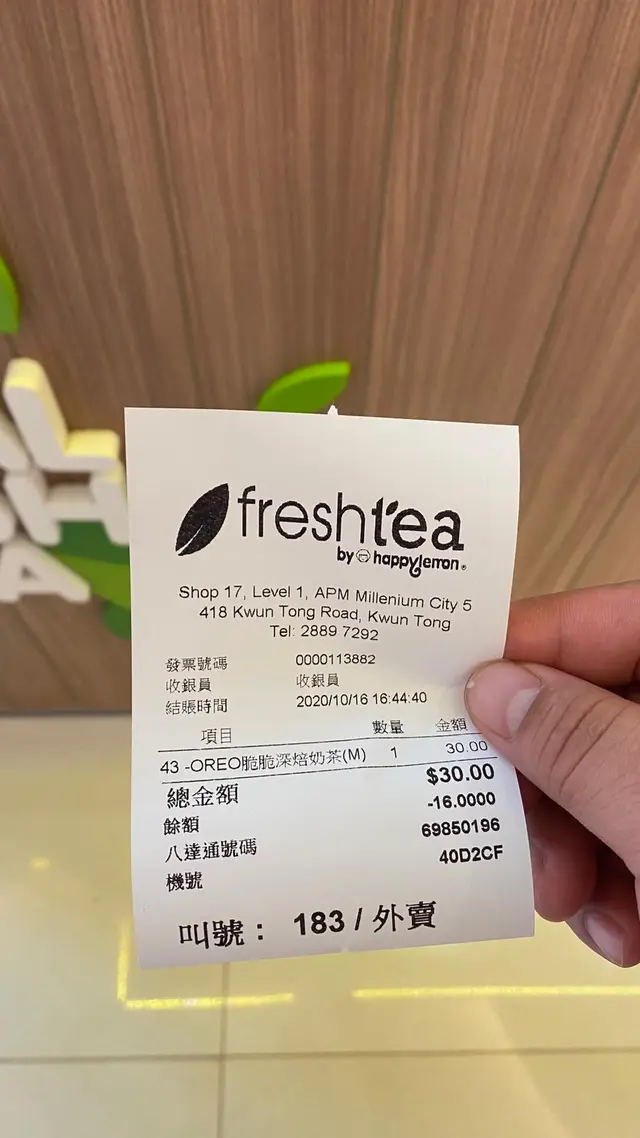 L
SH
A
freshtea
by happylemon®
Shop 17, Level 1, APM Millenium City 5
418 Kwun Tong Road, Kwun Tong
Tel: 2889 7292
發票號碼 0000113882
收銀員 收銀員
結賬時間 2020/10/16 16:44:40
項目 數量 金額
43 -OREO脆脆深焙奶茶(M) 1 30.00
總金額 $30.00
餘額 -16.0000
八達通號碼 69850196
機號 40D2CF
叫號： 183 / 外賣